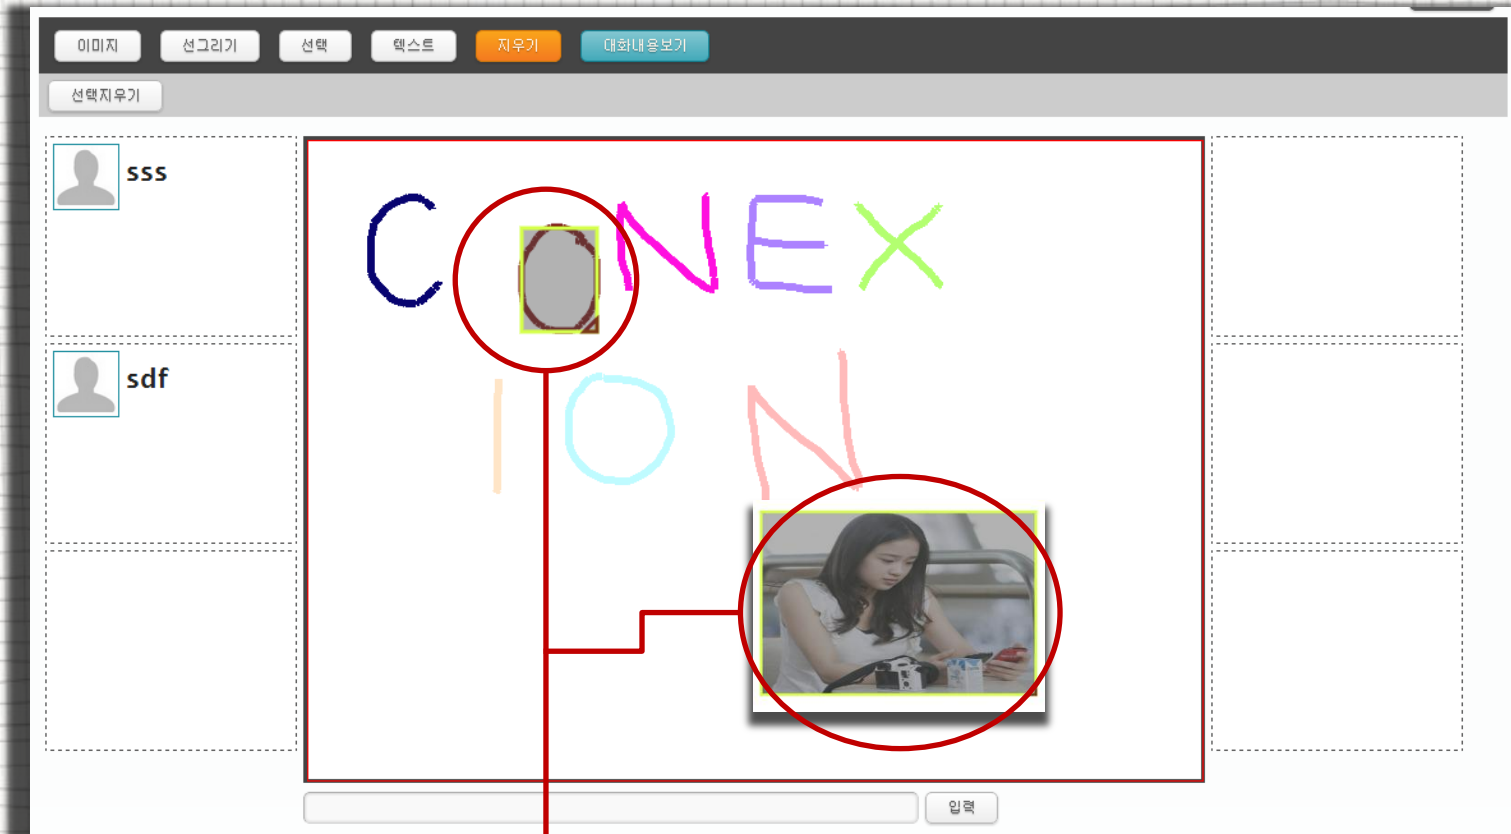 이미지 선그리기 선택 텍스트 지우기 대화내용보기
선택지우기
sss
CONEX
sdf
ION
입력